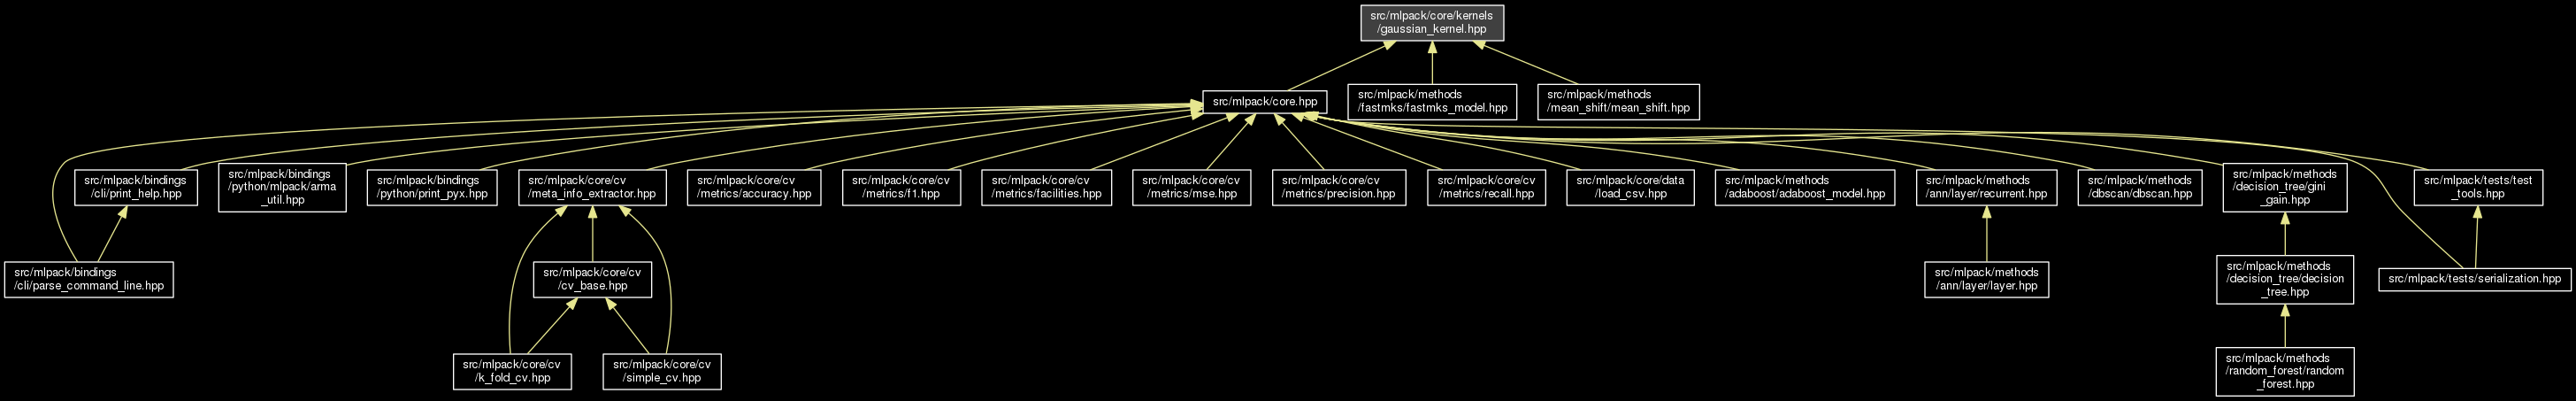 src/mlpack/core/kernels
/gaussian_kernel.hpp
src/mlpack/core.hpp
src/mlpack/methods
/fastmks/fastmks_model.hpp
src/mlpack/methods
/mean_shift/mean_shift.hpp
src/mlpack/bindings
/cli/print_help.hpp
src/mlpack/bindings
/python/mlpack/arma
_util.hpp
src/mlpack/bindings
/python/print_pyx.hpp
src/mlpack/core/cv
/meta_info_extractor.hpp
src/mlpack/core/cv
/metrics/accuracy.hpp
src/mlpack/core/cv
/metrics/f1.hpp
src/mlpack/core/cv
/metrics/facilities.hpp
src/mlpack/core/cv
/metrics/mse.hpp
src/mlpack/core/cv
/metrics/precision.hpp
src/mlpack/core/cv
/metrics/recall.hpp
src/mlpack/core/data
/load_csv.hpp
src/mlpack/methods
/adaboost/adaboost_model.hpp
src/mlpack/methods
/ann/layer/recurrent.hpp
src/mlpack/methods
/dbscan/dbscan.hpp
src/mlpack/methods
/decision_tree/gini
_gain.hpp
src/mlpack/tests/test
_tools.hpp
src/mlpack/bindings
/cli/parse_command_line.hpp
src/mlpack/core/cv
/cv_base.hpp
src/mlpack/methods
/ann/layer/layer.hpp
src/mlpack/methods
/decision_tree/decision
_tree.hpp
src/mlpack/tests/serialization.hpp
src/mlpack/core/cv
/k_fold_cv.hpp
src/mlpack/core/cv
/simple_cv.hpp
src/mlpack/methods
/random_forest/random
_forest.hpp